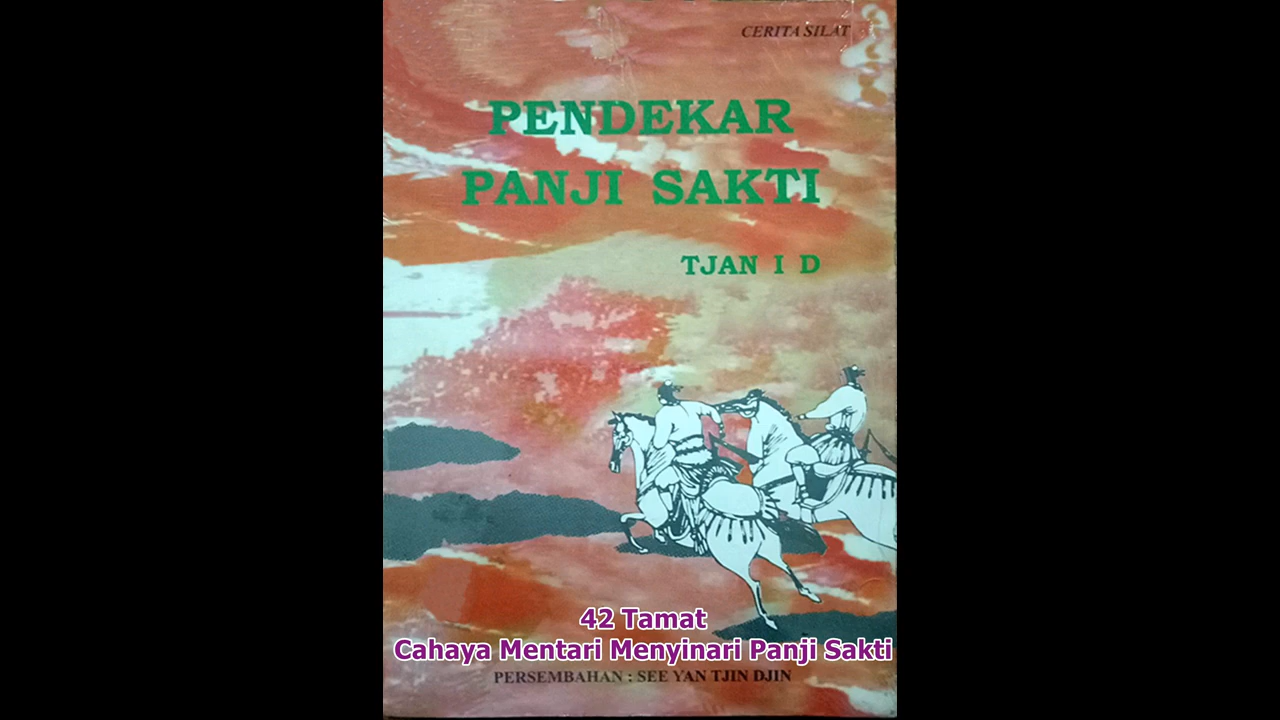 CERITA SILAT
PENDEKAR
PANJI SAKTI
TJAN I D
42 Tamat
Cahaya Mentari Menyinari Panji Sakti
PERSEMBAHAN : SEE YAN TJIN DJIN